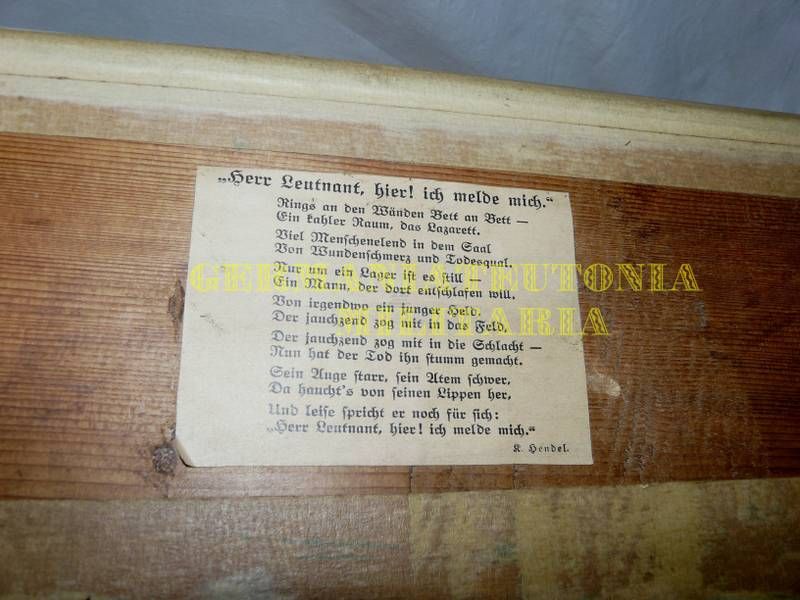 „Herr Leutnant, hier! ich melde mich.“
Rings an den Wänden Bett an Bett —
Ein kahler Raum, das Lazarett.
Viel Menschenelend in dem Saal
Von Wundenschmerz und Todesqual.
Nur um ein Lager ist es still —
Ein Mann, der dort entschlafen will.
Von irgendwo ein junger Held,
Der jauchzend zog mit in das Feld,
Der jauchzend zog mit in die Schlacht —
Nun hat der Tod ihn stumm gemacht.
Sein Auge starr, sein Atem schwer,
Da haucht's von seinen Lippen her,
Und leise spricht er noch für sich:
„Herr Leutnant, hier! ich melde mich.“
K. Hendel.
MILITARIA